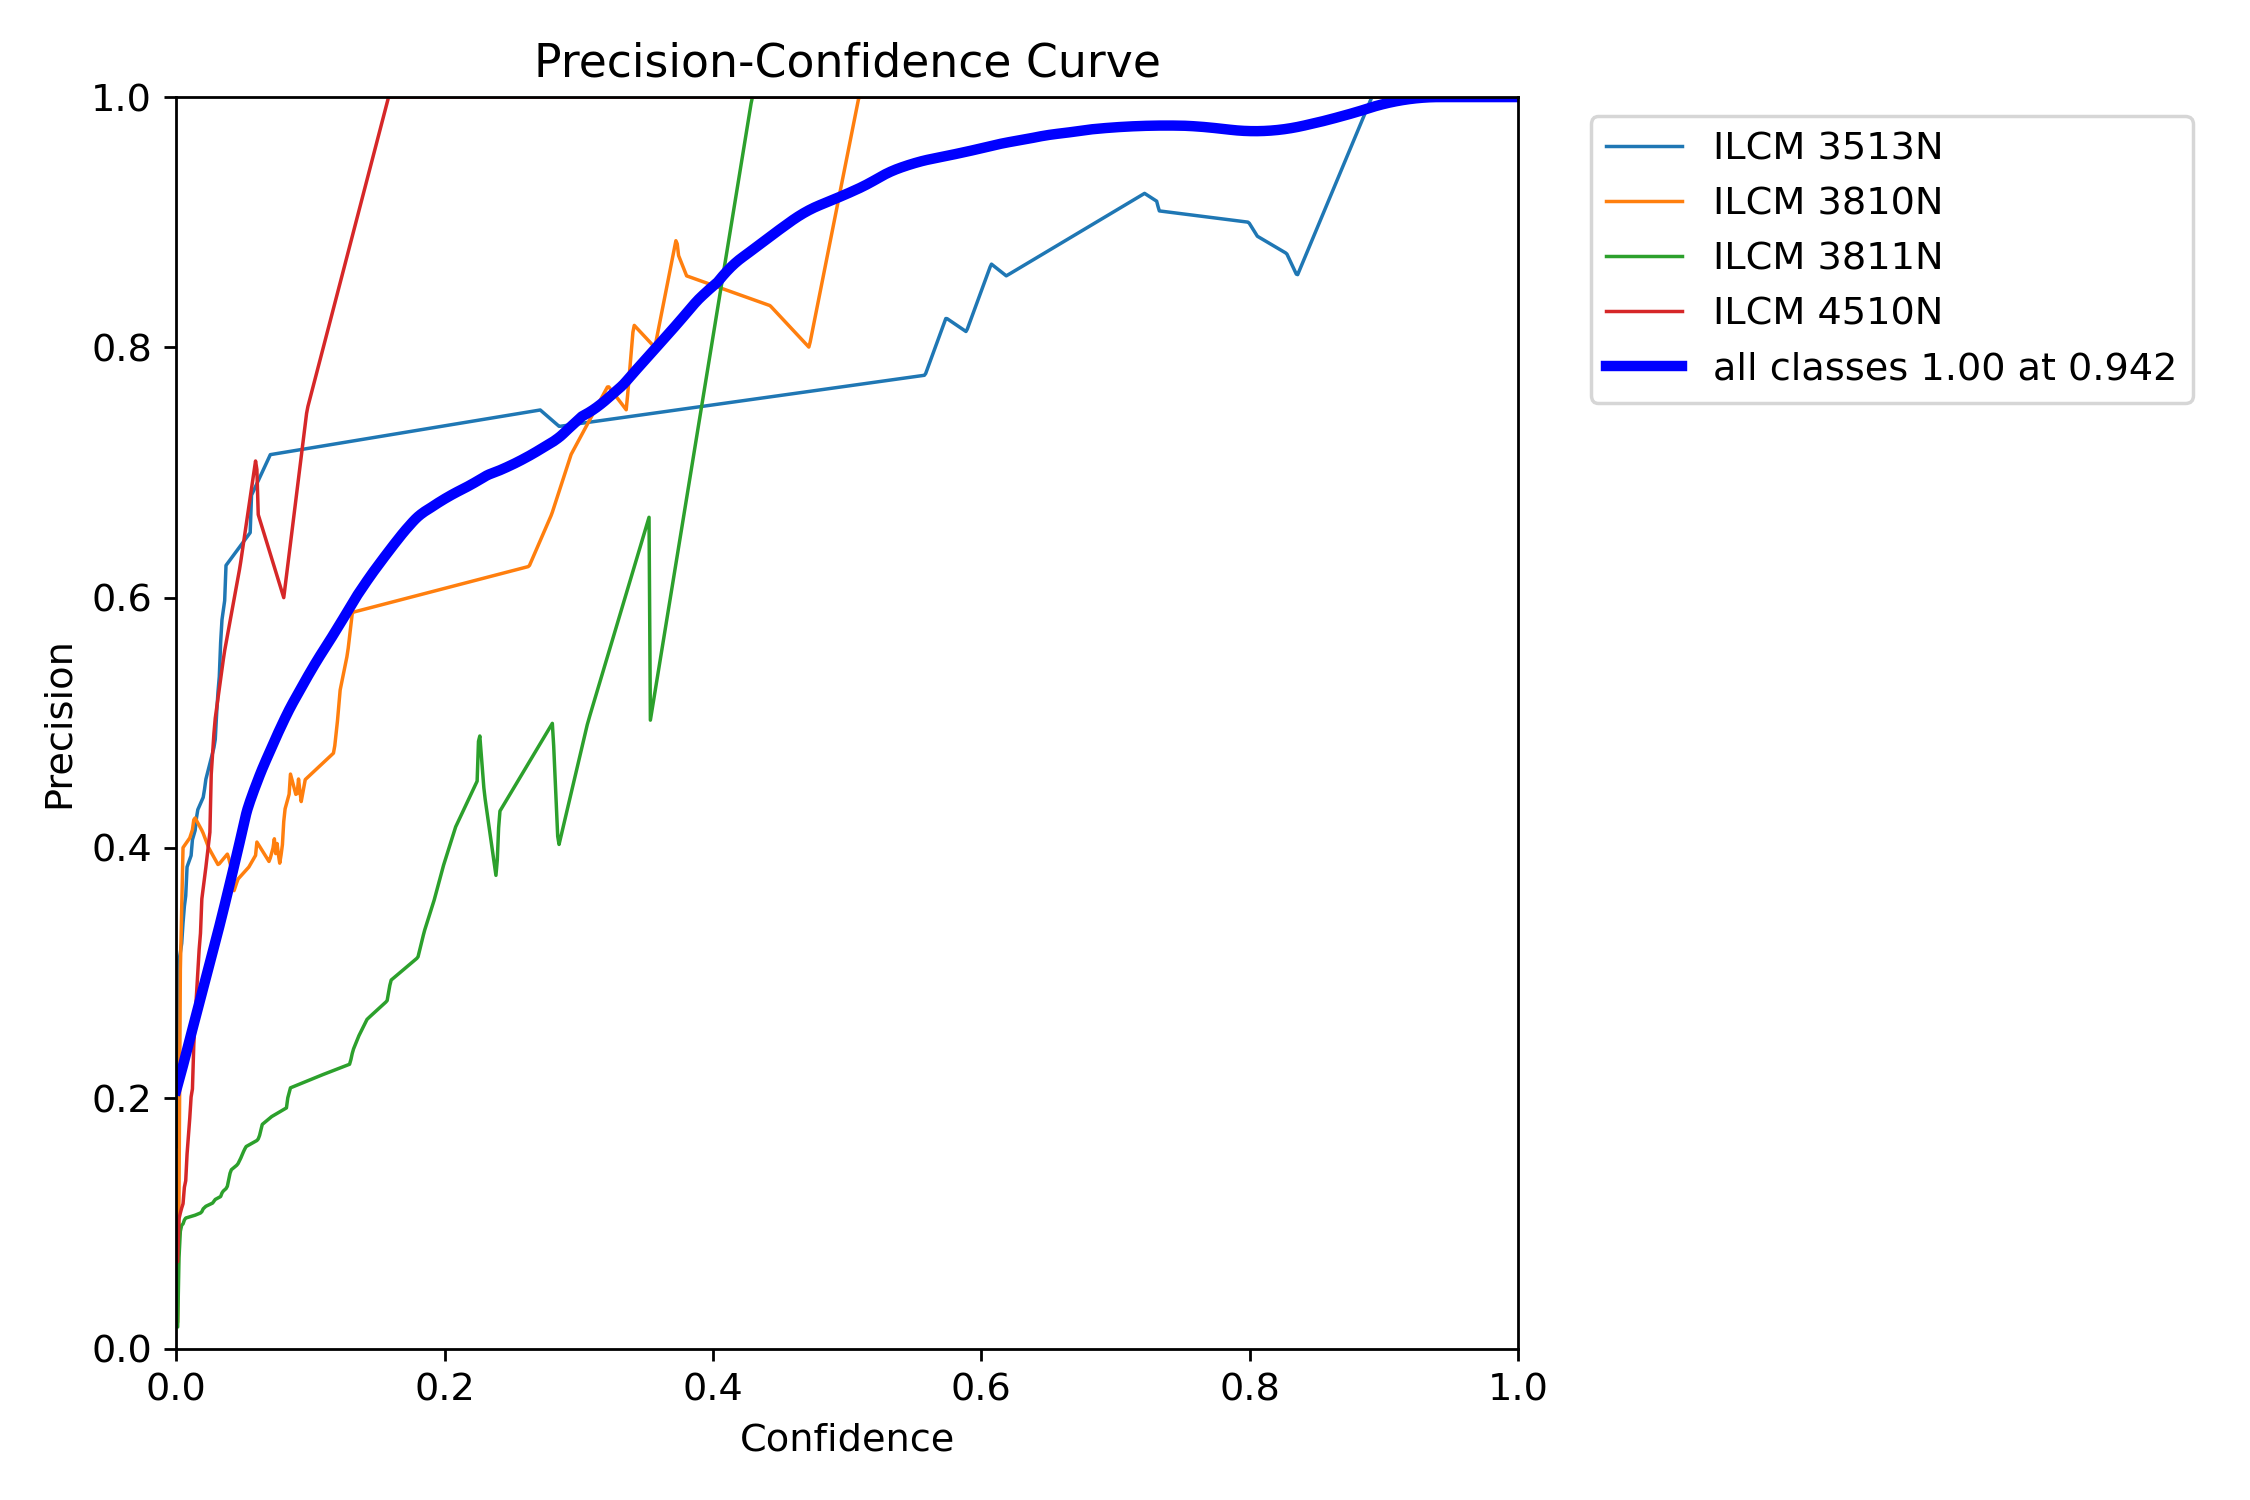 Precision-Confidence Curve
1.0
0.8
0.6
0.4
0.2
0.0
Precision
0.0 0.2 0.4 0.6 0.8 1.0
Confidence
ILCM 3513N
ILCM 3810N
ILCM 3811N
ILCM 4510N
all classes 1.00 at 0.942